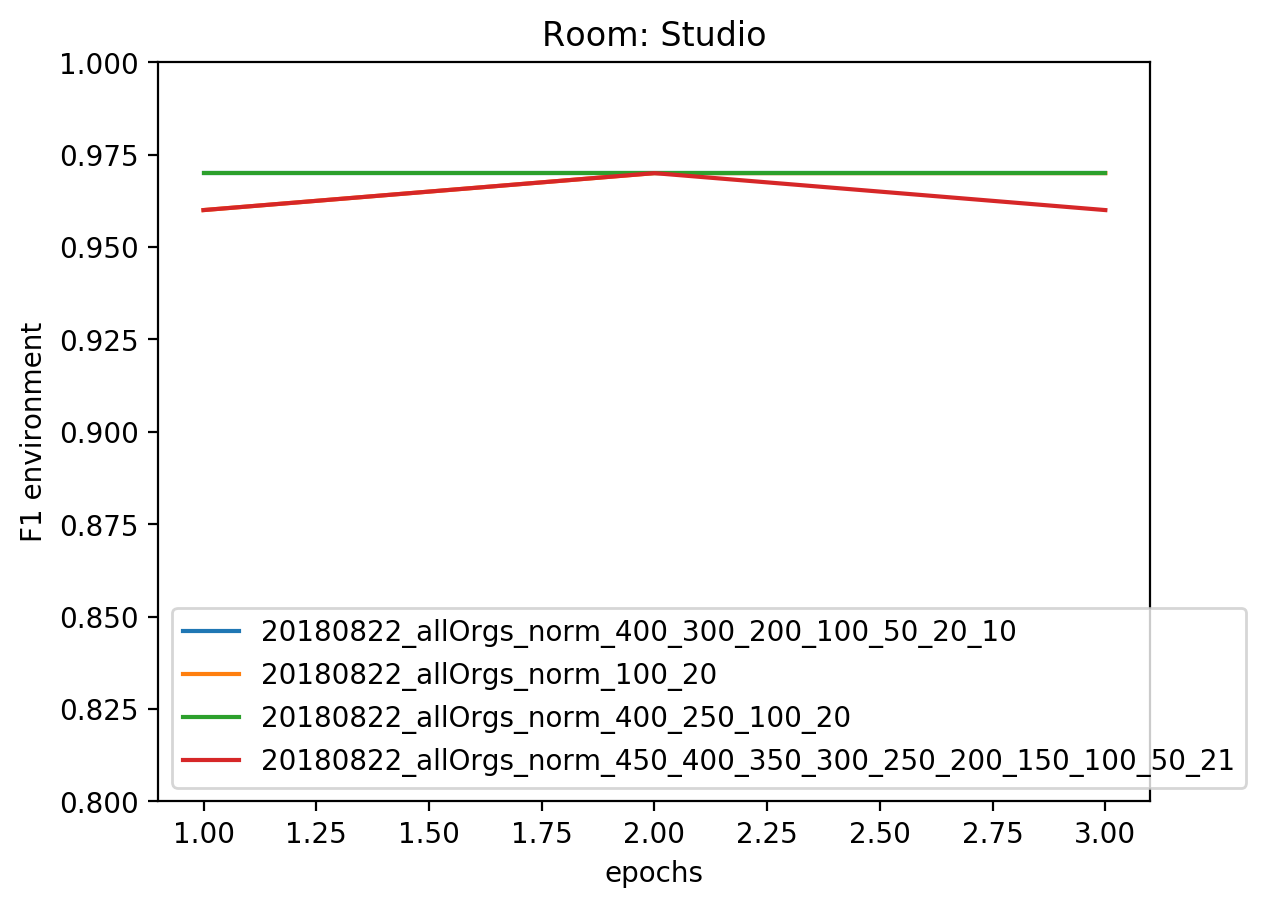 Room: Studio
1.000
0.975
0.950
0.925
0.900
0.875
0.850
0.825
0.800
F1 environment
20180822_allOrgs_norm_400_300_200_100_50_20_10
20180822_allOrgs_norm_100_20
20180822_allOrgs_norm_400_250_100_20
20180822_allOrgs_norm_450_400_350_300_250_200_150_100_50_21
1.00 1.25 1.50 1.75 2.00 2.25 2.50 2.75 3.00
epochs